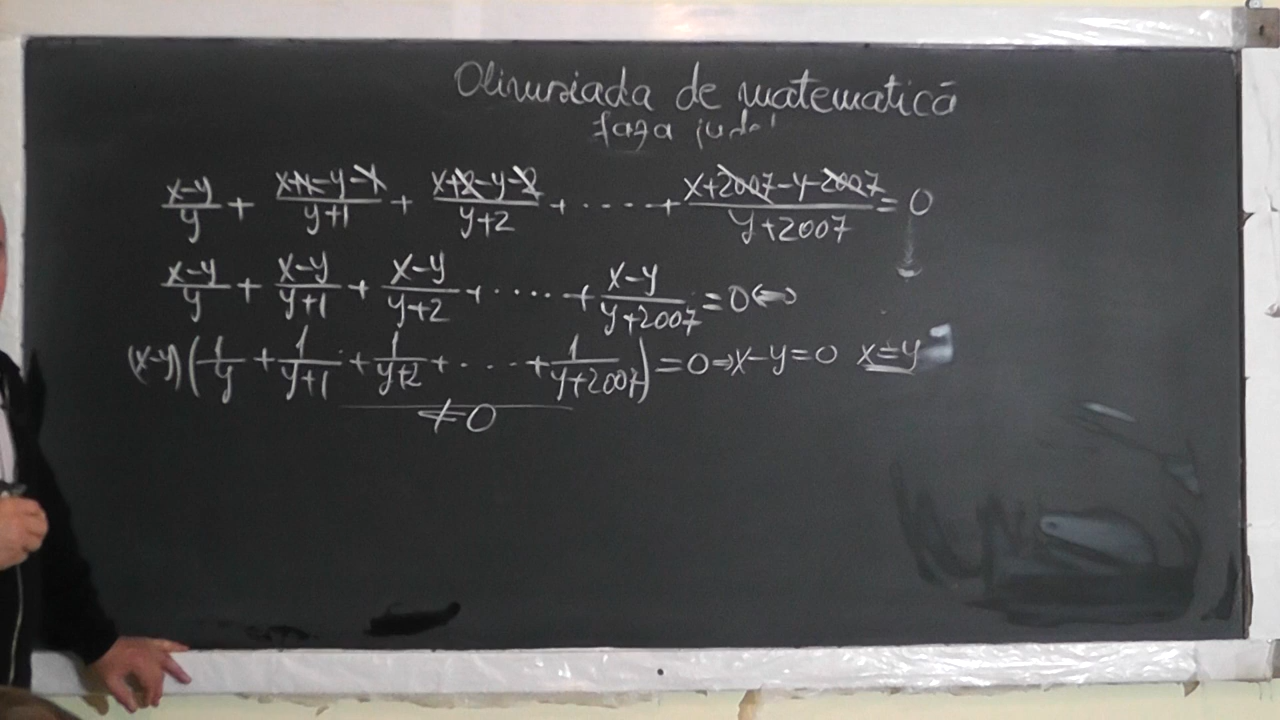 Olimpiada de matematică
faza jude
x-y/y + x+1-y-1/y+1 + x+2-y-2/y+2 + ..... + x+2007-y-2007/y+2007 = 0
x-y/y + x-y/y+1 + x-y/y+2 + ..... + x-y/y+2007 = 0 ⇔
(x-y)(1/y + 1/y+1 + 1/y+2 + .... + 1/y+2007) = 0 ⇒ x-y=0 x=y
≠0